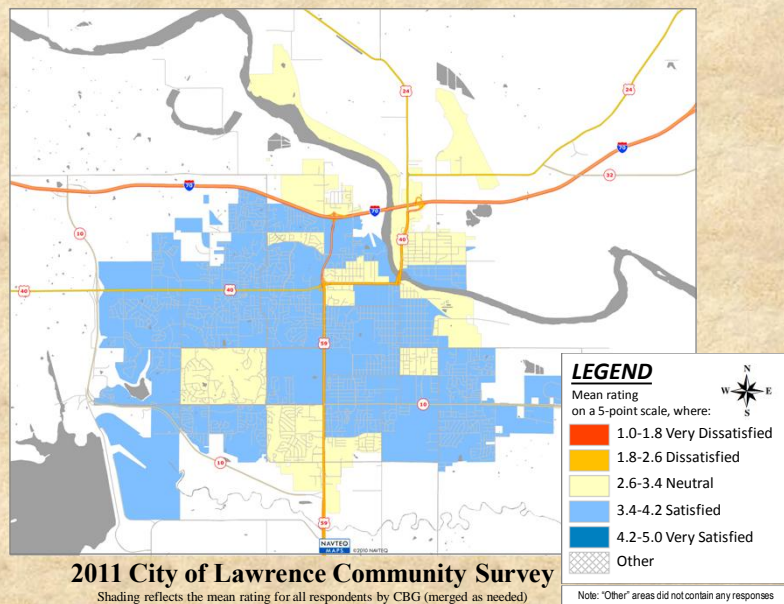 24
24
70
32
70
70
10
40
40
40
59
10
10
59
NAVTEQ
MAPS
©2010 NAVTEQ
LEGEND
Mean rating
on a 5-point scale, where:
N
W E
S
1.0-1.8 Very Dissatisfied
1.8-2.6 Dissatisfied
2.6-3.4 Neutral
3.4-4.2 Satisfied
4.2-5.0 Very Satisfied
Other
2011 City of Lawrence Community Survey
Shading reflects the mean rating for all respondents by CBG (merged as needed)
Note: "Other" areas did not contain any responses